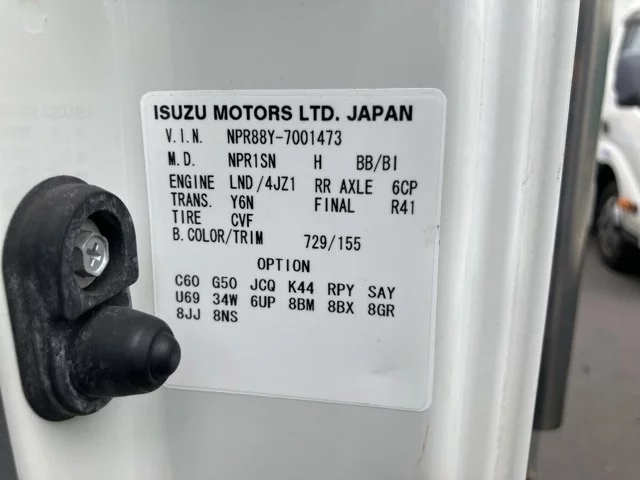 ISUZU MOTORS LTD. JAPAN
V.I.N. NPR88Y-7001473
M.D. NPR1SN H BB/BI
ENGINE LND/4JZ1 RR AXLE 6CP
TRANS. Y6N FINAL R41
TIRE CVF
B.COLOR/TRIM 729/155
OPTION
C60 G50 JCQ K44 RPY SAY
U69 34W 6UP 8BM 8BX 8GR
8JJ 8NS